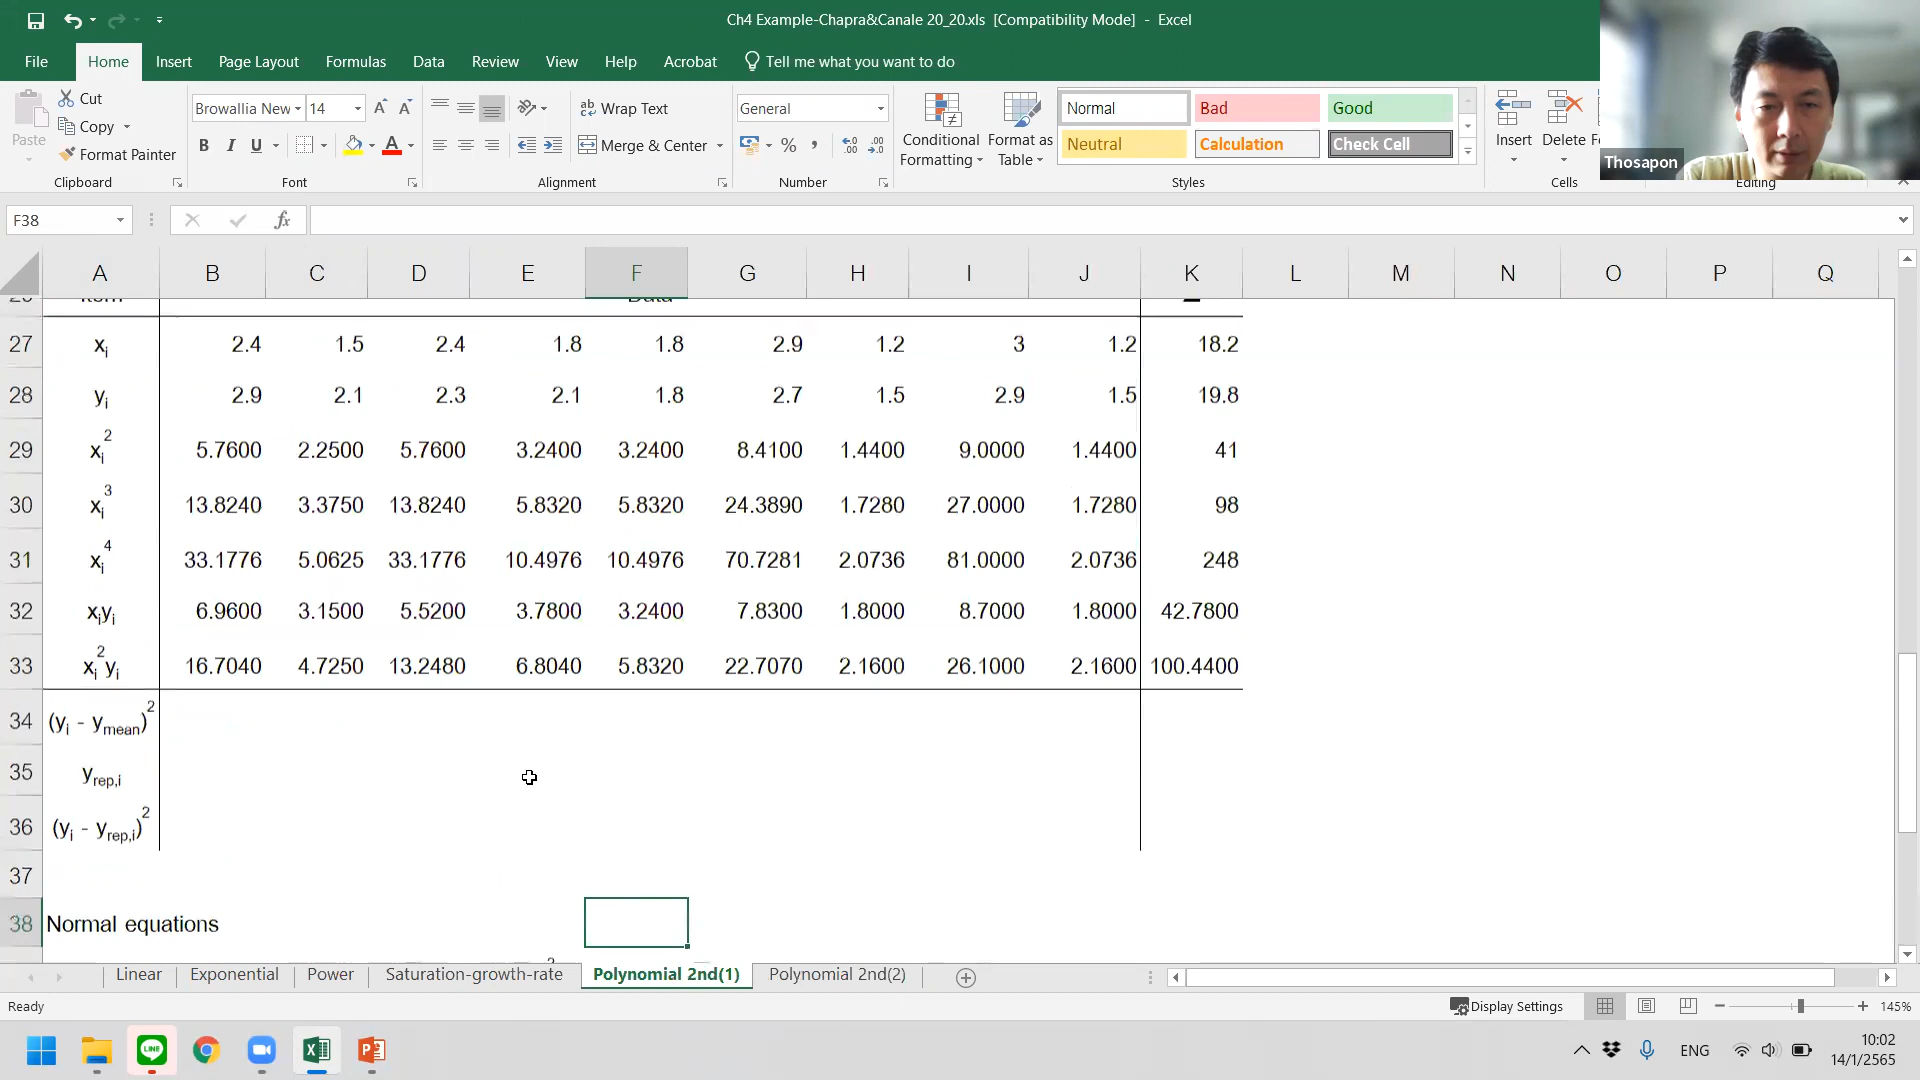 Ch4 Example-Chapra&Canale 20_20.xls [Compatibility Mode] - Excel
File Home Insert Page Layout Formulas Data Review View Help Acrobat Tell me what you want to do
Paste Cut Copy Format Painter Clipboard
Browallia New 14 A A B I U A Font
ab Wrap Text Merge & Center Alignment
General % , Number
Conditional Formatting Format as Table
Normal Bad Good
Neutral Calculation Check Cell
Styles
Insert Delete Cells
Editing
Thosapon
F38 fx
A B C D E F G H I J K L M N O P Q
27 xi 2.4 1.5 2.4 1.8 1.8 2.9 1.2 3 1.2 18.2
28 yi 2.9 2.1 2.3 2.1 1.8 2.7 1.5 2.9 1.5 19.8
29 xi2 5.7600 2.2500 5.7600 3.2400 3.2400 8.4100 1.4400 9.0000 1.4400 41
30 xi3 13.8240 3.3750 13.8240 5.8320 5.8320 24.3890 1.7280 27.0000 1.7280 98
31 xi4 33.1776 5.0625 33.1776 10.4976 10.4976 70.7281 2.0736 81.0000 2.0736 248
32 xiyi 6.9600 3.1500 5.5200 3.7800 3.2400 7.8300 1.8000 8.7000 1.8000 42.7800
33 xi2yi 16.7040 4.7250 13.2480 6.8040 5.8320 22.7070 2.1600 26.1000 2.1600 100.4400
34 (yi - ymean)2
35 yrep,i
36 (yi - yrep,i)2
37
38 Normal equations
Linear Exponential Power Saturation-growth-rate Polynomial 2nd(1) Polynomial 2nd(2)
Ready Display Settings 145%
LINE ENG 10:02
14/1/2565